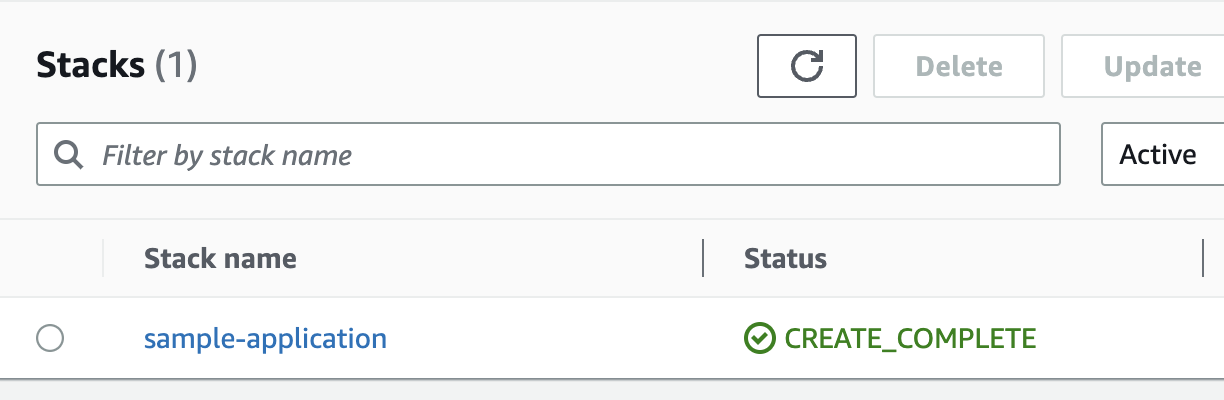 Stacks (1)
Delete
Update
Filter by stack name
Active
Stack name
Status
sample-application
CREATE_COMPLETE